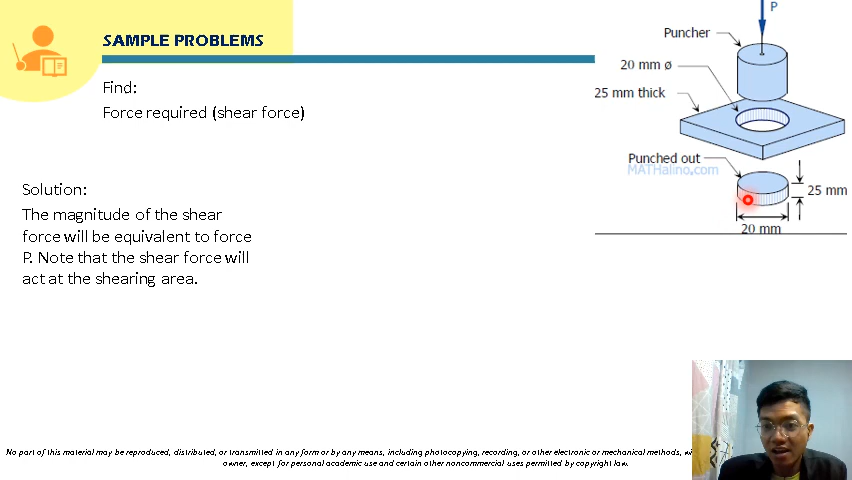 SAMPLE PROBLEMS
Find:
Force required (shear force)
Solution:
The magnitude of the shear
force will be equivalent to force
P. Note that the shear force will
act at the shearing area.
P
Puncher
20 mm ø
25 mm thick
Punched out
MATHalino.com
25 mm
20 mm
No part of this material may be reproduced, distributed, or transmitted in any form or by any means, including photocopying, recording, or other electronic or mechanical methods,
owner, except for personal academic use and certain other noncommercial uses permitted by copyright law.